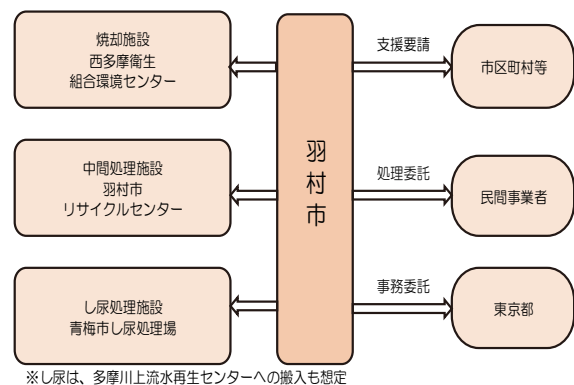 焼却施設
西多摩衛生
組合環境センター
支援要請
市区町村等
中間処理施設
羽村市
リサイクルセンター
羽村市
処理委託
民間事業者
し尿処理施設
青梅市し尿処理場
事務委託
東京都
※し尿は、多摩川上流水再生センターへの搬入も想定